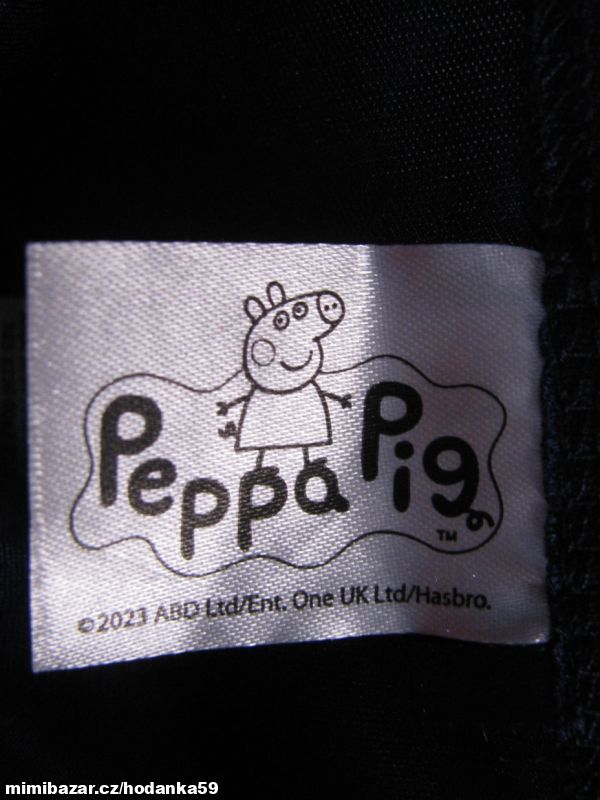 Peppa Pig
TM
©2023 ABD Ltd/Ent. One UK Ltd/Hasbro.
mimibazar.cz/hodanka59